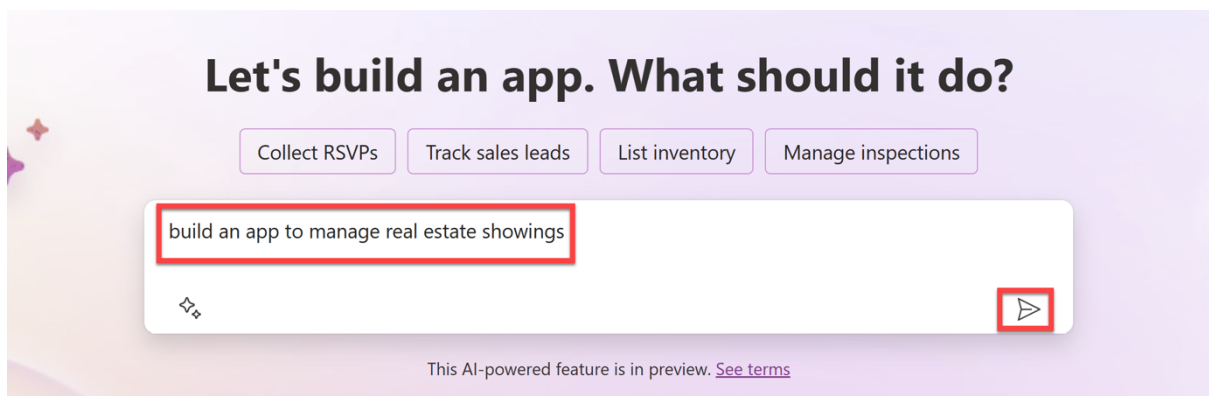 Let's build an app. What should it do?
Collect RSVPs Track sales leads List inventory Manage inspections
build an app to manage real estate showings
This AI-powered feature is in preview. See terms